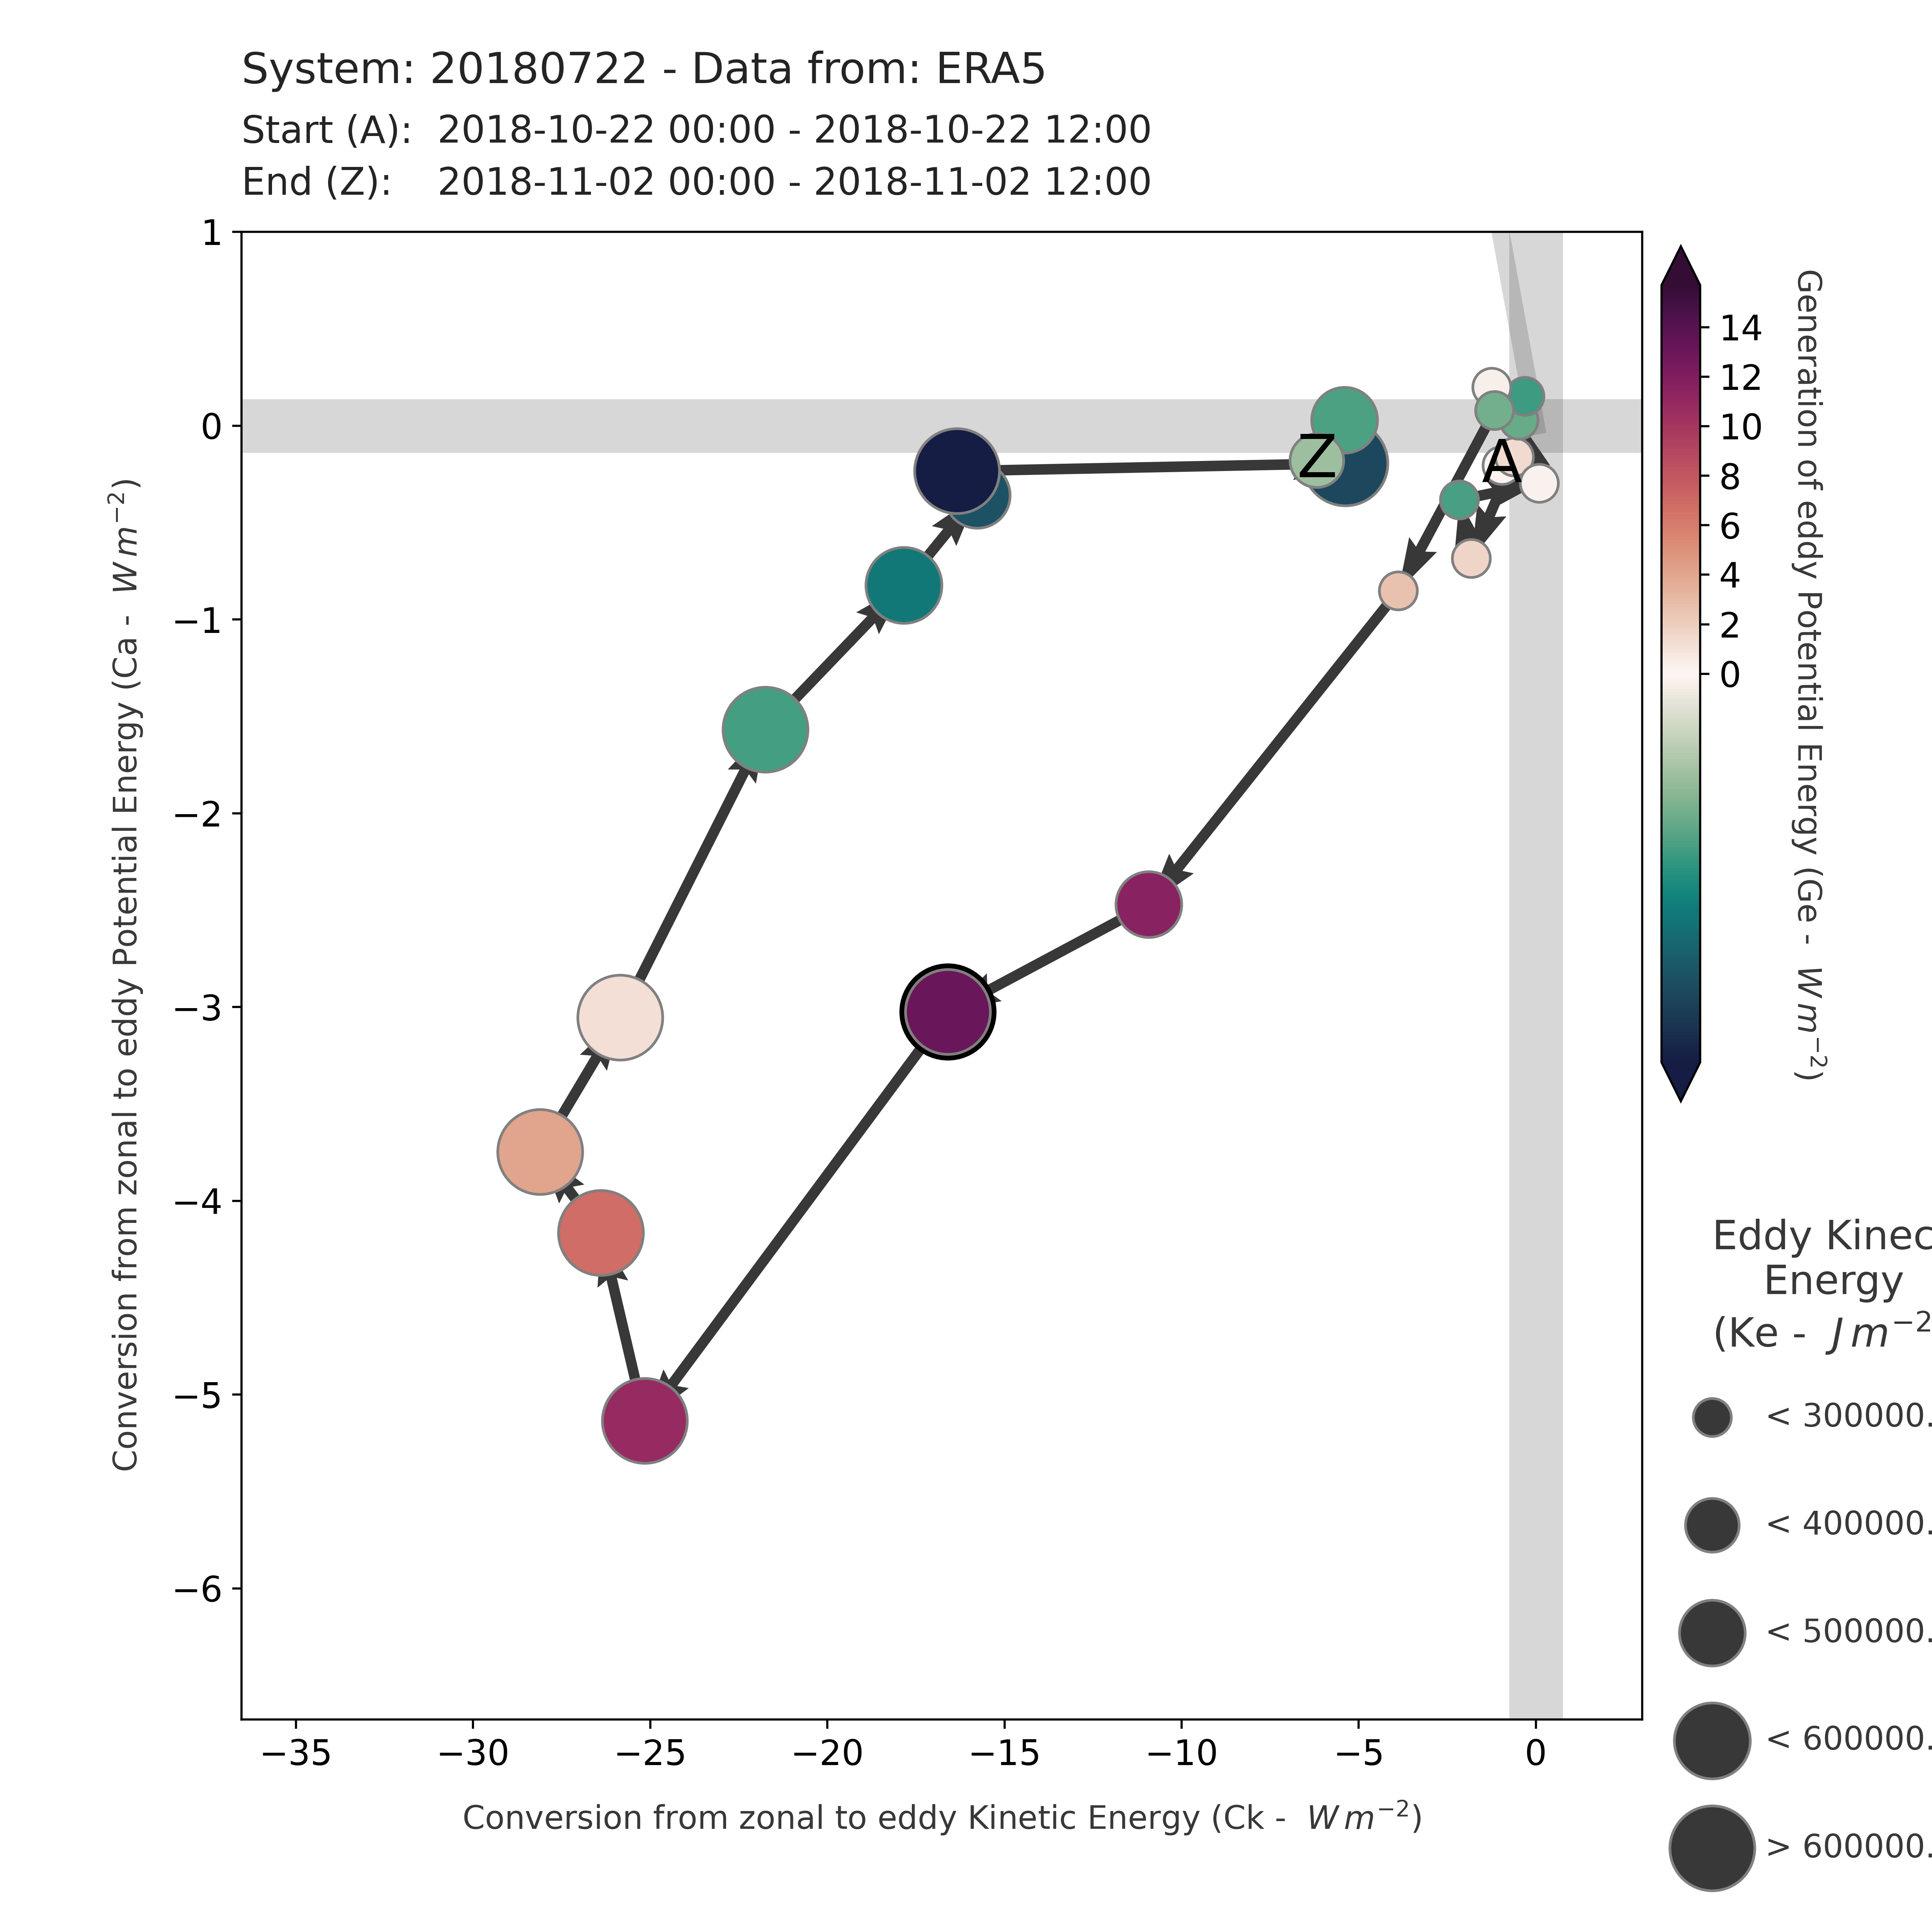 System: 20180722 - Data from: ERA5
Start (A): 2018-10-22 00:00 - 2018-10-22 12:00
End (Z): 2018-11-02 00:00 - 2018-11-02 12:00
1
0
−1
−2
−3
−4
−5
−6
Conversion from zonal to eddy Potential Energy (Ca - W m⁻²)
Z
A
−35
−30
−25
−20
−15
−10
−5
0
Conversion from zonal to eddy Kinetic Energy (Ck - W m⁻²)
14
12
10
8
6
4
2
0
Generation of eddy Potential Energy (Ge - W m⁻²)
Eddy Kinec
Energy
(Ke - J m⁻²
< 300000.
< 400000.
< 500000.
< 600000.
> 600000.